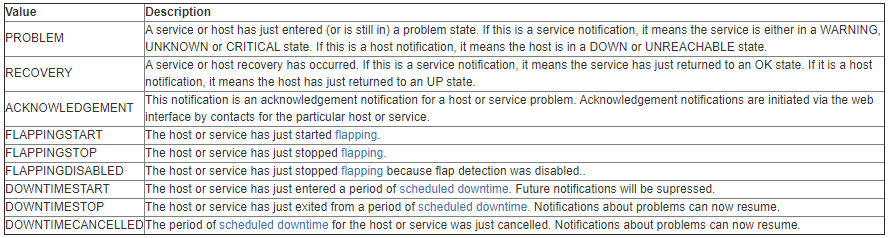 Value Description
PROBLEM A service or host has just entered (or is still in) a problem state. If this is a service notification, it means the service is either in a WARNING,
UNKNOWN or CRITICAL state. If this is a host notification, it means the host is in a DOWN or UNREACHABLE state.
RECOVERY A service or host recovery has occurred. If this is a service notification, it means the service has just returned to an OK state. If it is a host
notification, it means the host has just returned to an UP state.
ACKNOWLEDGEMENT This notification is an acknowledgement notification for a host or service problem. Acknowledgement notifications are initiated via the web
interface by contacts for the particular host or service.
FLAPPINGSTART The host or service has just started flapping.
FLAPPINGSTOP The host or service has just stopped flapping.
FLAPPINGDISABLED The host or service has just stopped flapping because flap detection was disabled..
DOWNTIMESTART The host or service has just entered a period of scheduled downtime. Future notifications will be supressed.
DOWNTIMESTOP The host or service has just exited from a period of scheduled downtime. Notifications about problems can now resume.
DOWNTIMECANCELLED The period of scheduled downtime for the host or service was just cancelled. Notifications about problems can now resume.